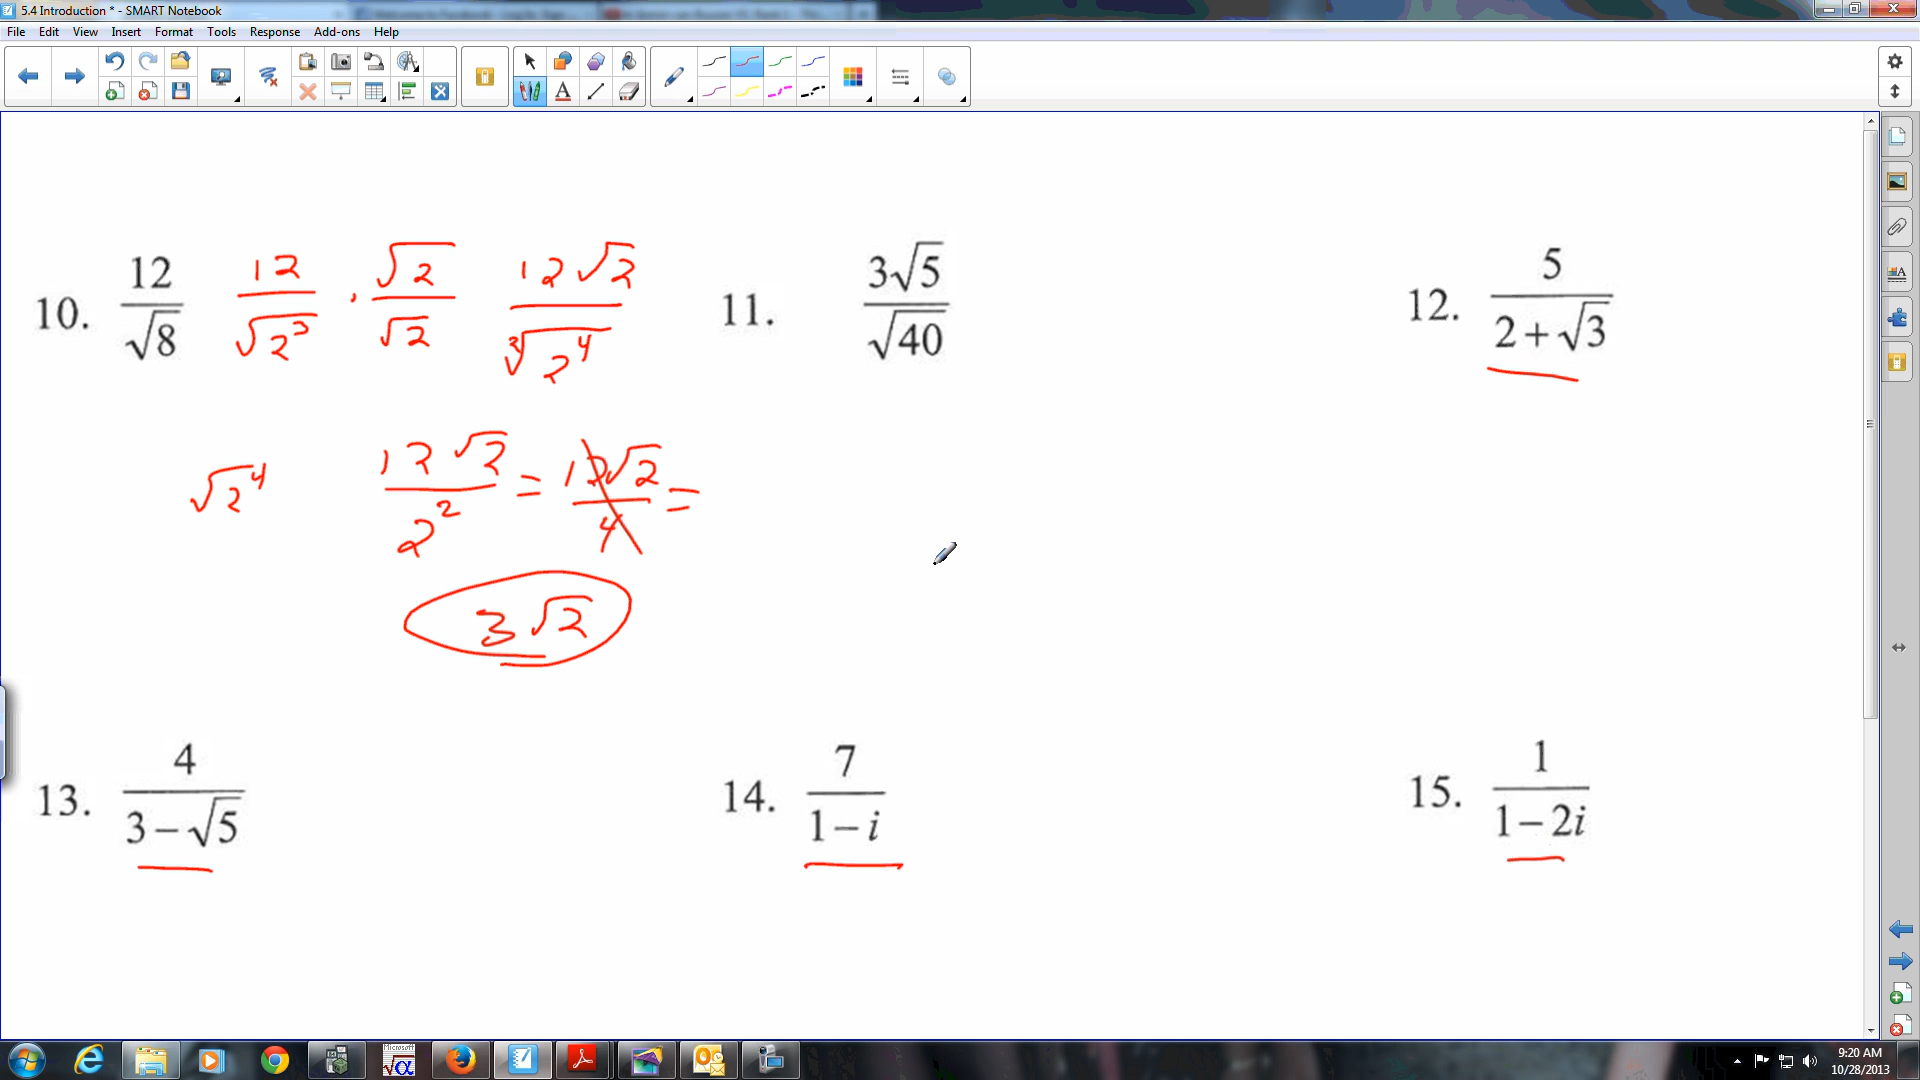 5.4 Introduction * - SMART Notebook
File Edit View Insert Format Tools Response Add-ons Help
10. 12/√8 12/√2³ · √2/√2 12√2/²√2⁴
11. 3√5/√40
12. 5/(2+√3)
√2⁴ 12√2/2² = 12√2/4 =
3√2
13. 4/(3−√5)
14. 7/(1−i)
15. 1/(1−2i)
Microsoft
√α
9:20 AM
10/28/2013